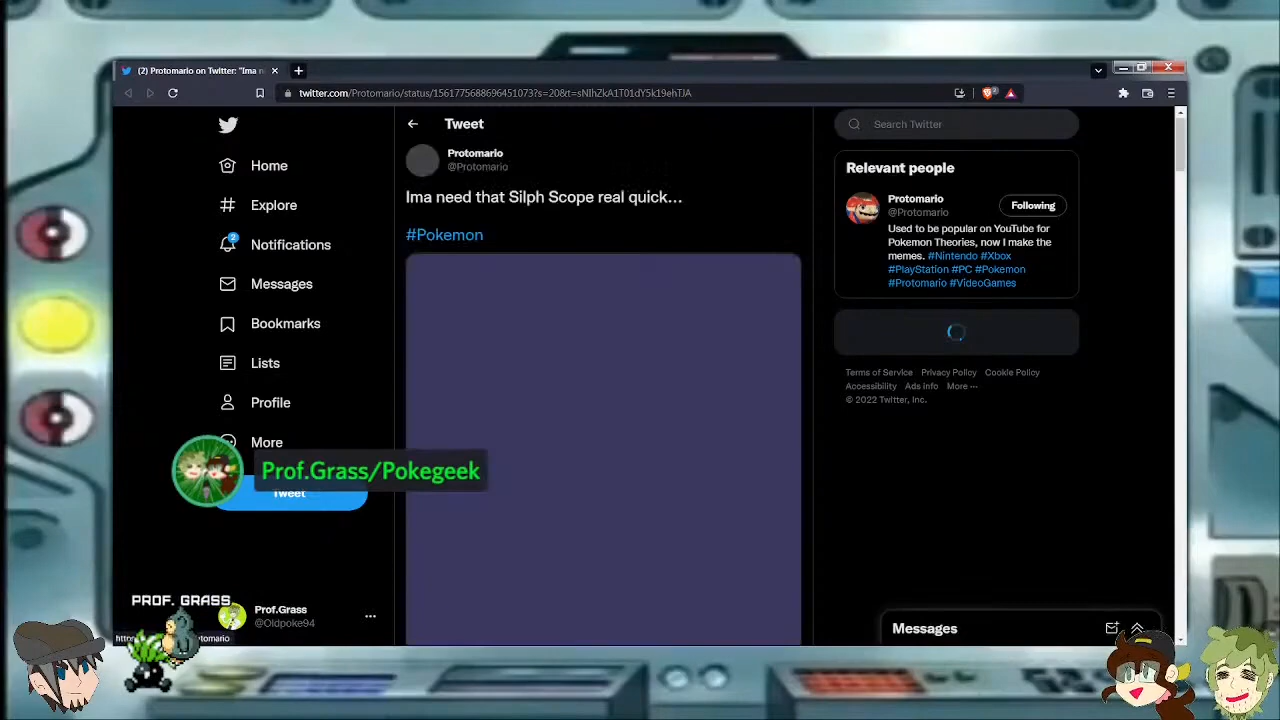 (2) Protomario on Twitter: "Ima n
twitter.com/Protomario/status/1561775688696451073?s=20&t=sNIhZkA1T01dY5k19ehTJA
Home
Explore
2
Notifications
Messages
Bookmarks
Lists
Profile
More
Tweet
Prof.Grass/Pokegeek
PROF. GRASS
Prof.Grass
@Oldpoke94
Tweet
Protomario
@Protomario
Ima need that Silph Scope real quick...
#Pokemon
Search Twitter
Relevant people
Protomario
@Protomario
Following
Used to be popular on YouTube for
Pokemon Theories, now I make the
memes. #Nintendo #Xbox
#PlayStation #PC #Pokemon
#Protomario #VideoGames
Terms of Service Privacy Policy Cookie Policy
Accessibility Ads info More ...
© 2022 Twitter, Inc.
Messages